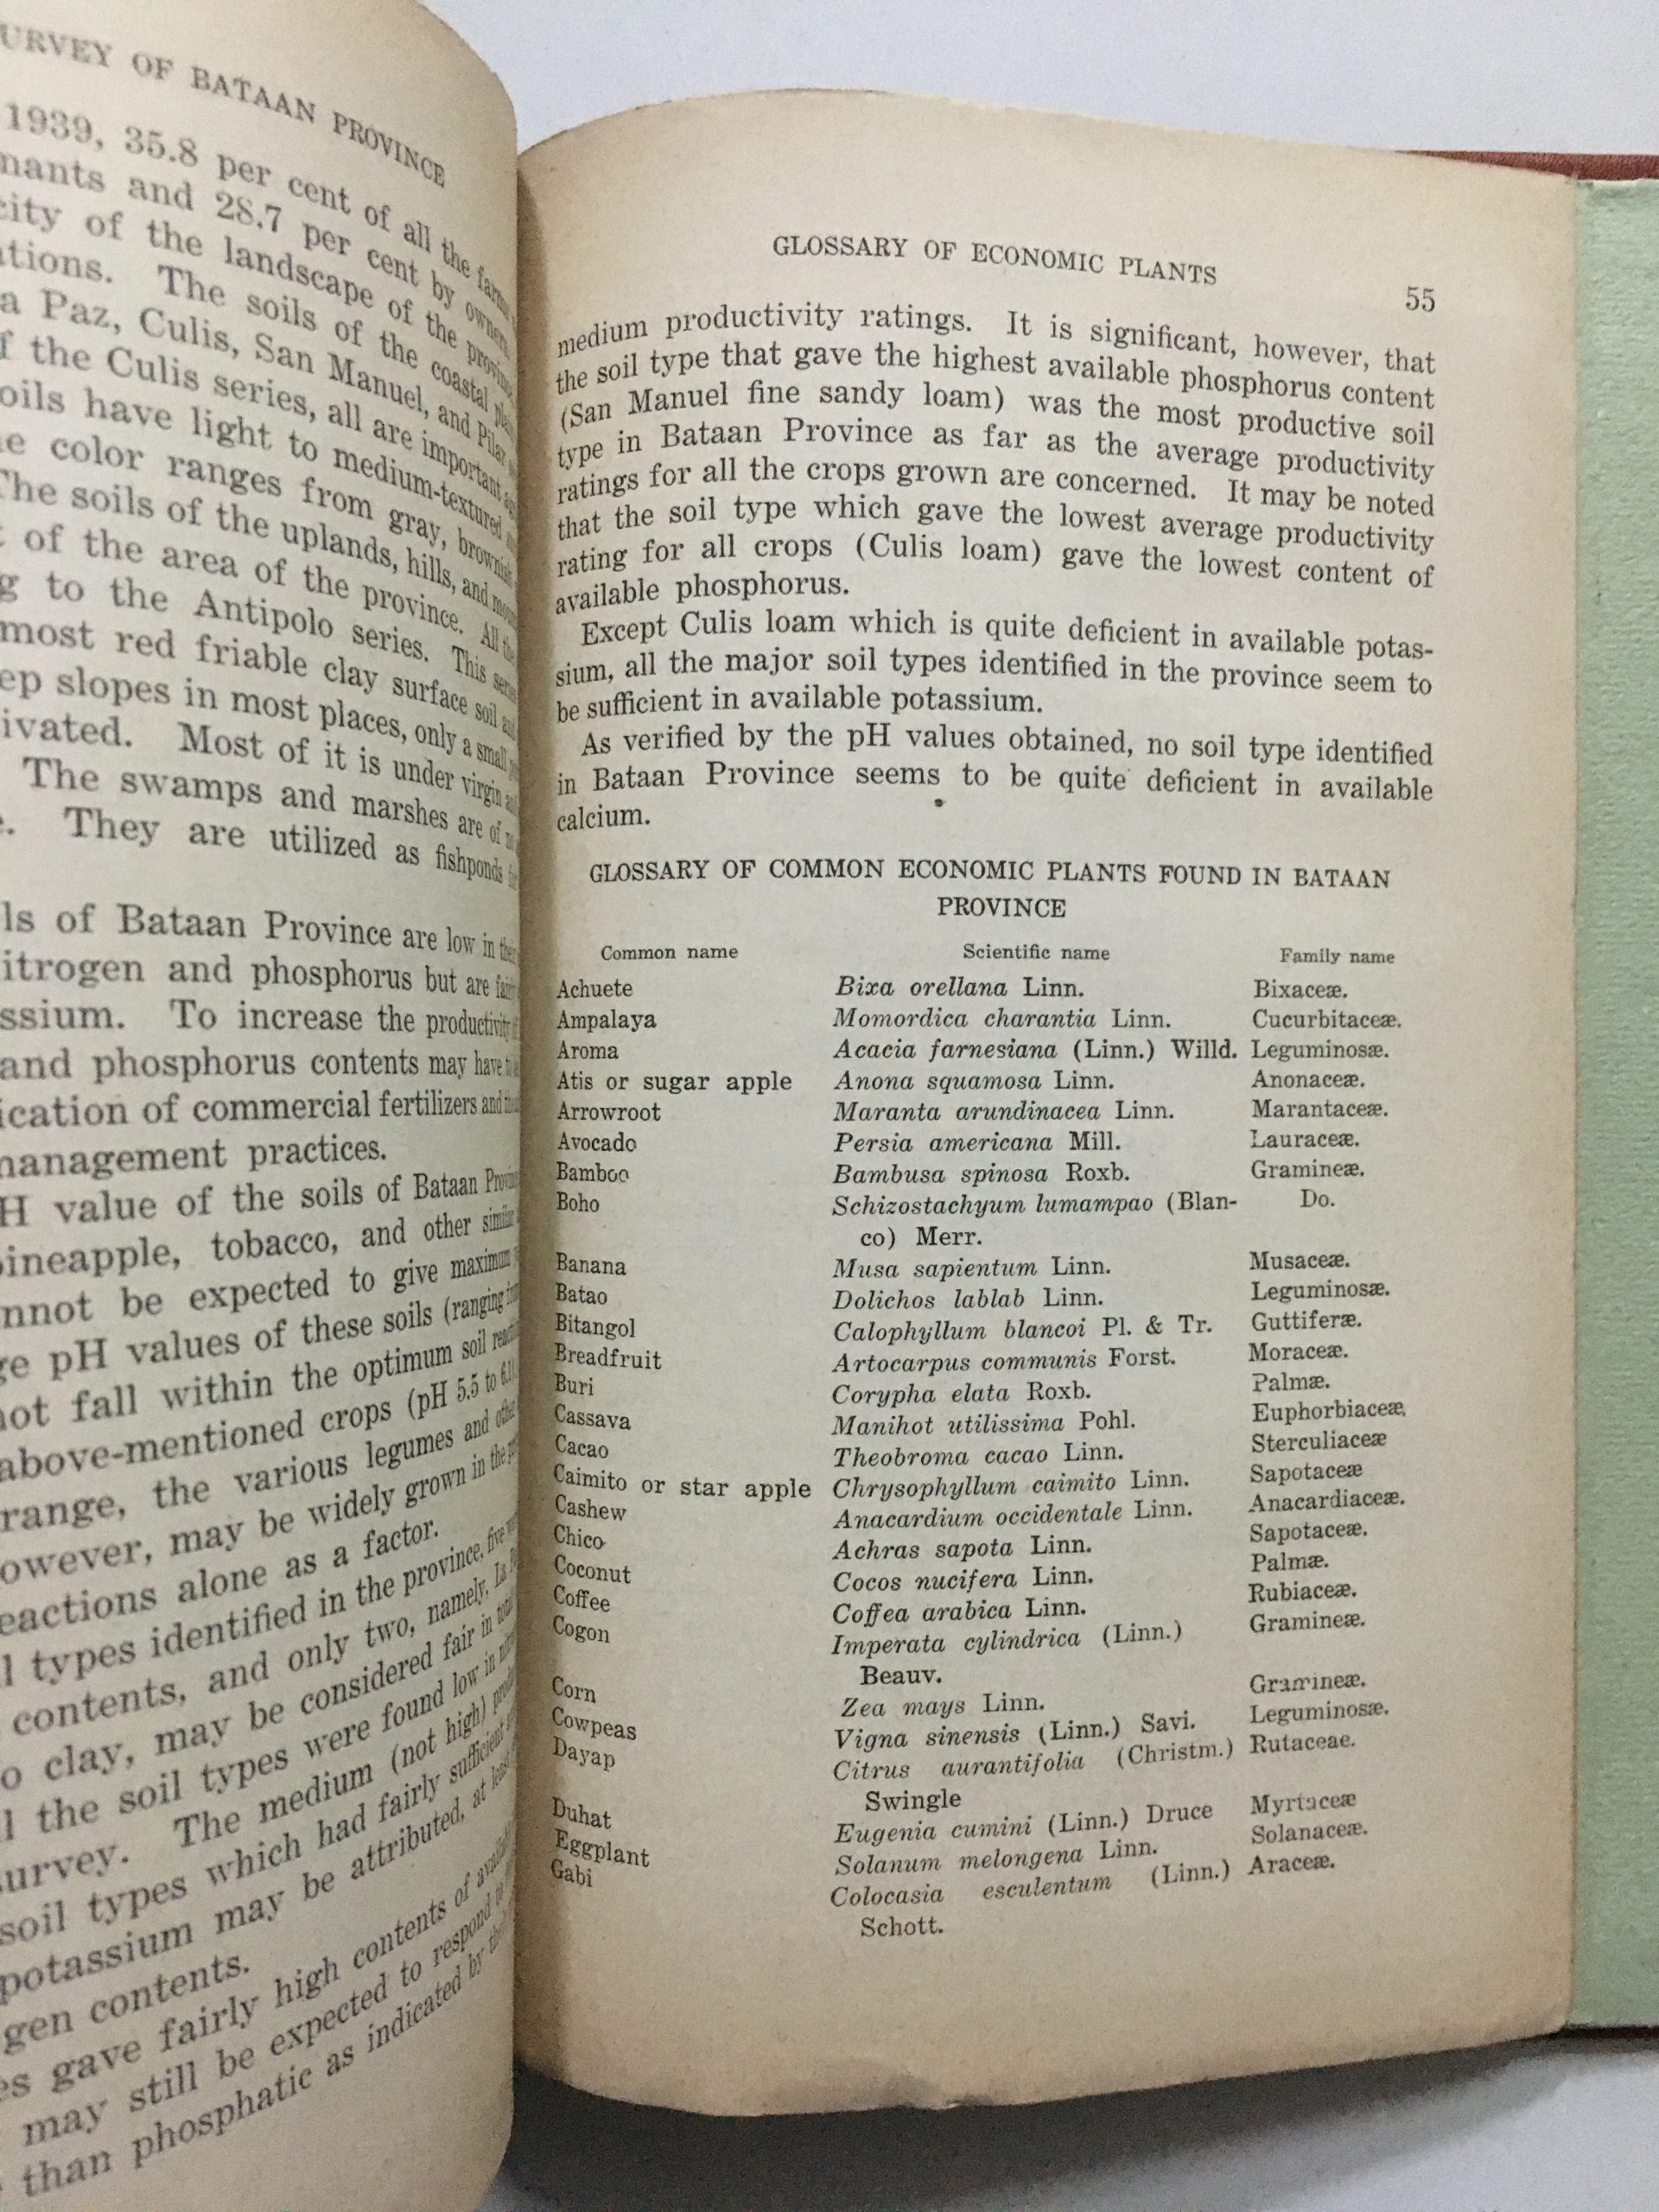 URVEY OF BATAAN PROVINCE
1939, 35.8 per cent of all the farms
nants and 28.7 per cent by owners
city of the landscape of the
ations. The soils of the coastal
a Paz, Culis, San Manuel, and Pilar
f the Culis series, all are important
oils have light to medium-textured
e color ranges from gray, brownish
The soils of the uplands, hills, and
t of the area of the province. All the
g to the Antipolo series. This series
most red friable clay surface soil and
ep slopes in most places, only a small
ivated. Most of it is under virgin
The swamps and marshes are of no
e. They are utilized as fishponds
ls of Bataan Province are low in
itrogen and phosphorus but are
ssium. To increase the productivity
and phosphorus contents may have
ication of commercial fertilizers and
nanagement practices.
H value of the soils of Bataan
ineapple, tobacco, and other similar
nnot be expected to give maximum
ge pH values of these soils (ranging
not fall within the optimum soil
above-mentioned crops (pH 5.5 to
range, the various legumes and other
owever, may be widely grown in the
eactions alone as a factor.
l types identified in the province, five
contents, and only two, namely, La
o clay, may be considered fair in total
l the soil types were found low in
survey. The medium (not high)
soil types which had fairly sufficient
potassium may be attributed, at least
gen contents.
es gave fairly high contents of
may still be expected to respond to
than phosphatic as indicated by
GLOSSARY OF ECONOMIC PLANTS 55
medium productivity ratings. It is significant, however, that
the soil type that gave the highest available phosphorus content
(San Manuel fine sandy loam) was the most productive soil
type in Bataan Province as far as the average productivity
ratings for all the crops grown are concerned. It may be noted
that the soil type which gave the lowest average productivity
rating for all crops (Culis loam) gave the lowest content of
available phosphorus.
Except Culis loam which is quite deficient in available potas-
sium, all the major soil types identified in the province seem to
be sufficient in available potassium.
As verified by the pH values obtained, no soil type identified
in Bataan Province seems to be quite deficient in available
calcium.
GLOSSARY OF COMMON ECONOMIC PLANTS FOUND IN BATAAN
PROVINCE
Common name Scientific name Family name
Achuete Bixa orellana Linn. Bixaceæ.
Ampalaya Momordica charantia Linn. Cucurbitaceæ.
Aroma Acacia farnesiana (Linn.) Willd. Leguminosæ.
Atis or sugar apple Anona squamosa Linn. Anonaceæ.
Arrowroot Maranta arundinacea Linn. Marantaceæ.
Avocado Persia americana Mill. Lauraceæ.
Bamboo Bambusa spinosa Roxb. Gramineæ.
Boho Schizostachyum lumampao (Blan- Do.
co) Merr.
Banana Musa sapientum Linn. Musaceæ.
Batao Dolichos lablab Linn. Leguminosæ.
Bitangol Calophyllum blancoi Pl. & Tr. Guttiferæ.
Breadfruit Artocarpus communis Forst. Moraceæ.
Buri Corypha elata Roxb. Palmæ.
Cassava Manihot utilissima Pohl. Euphorbiaceæ.
Cacao Theobroma cacao Linn. Sterculiaceæ
Caimito or star apple Chrysophyllum caimito Linn. Sapotaceæ
Cashew Anacardium occidentale Linn. Anacardiaceæ.
Chico Achras sapota Linn. Sapotaceæ.
Coconut Cocos nucifera Linn. Palmæ.
Coffee Coffea arabica Linn. Rubiaceæ.
Cogon Imperata cylindrica (Linn.) Gramineæ.
Beauv.
Corn Zea mays Linn. Gramineæ.
Cowpeas Vigna sinensis (Linn.) Savi. Leguminosæ.
Dayap Citrus aurantifolia (Christm.) Rutaceae.
Swingle
Duhat Eugenia cumini (Linn.) Druce Myrtaceæ
Eggplant Solanum melongena Linn. Solanaceæ.
Gabi Colocasia esculentum (Linn.) Araceæ.
Schott.